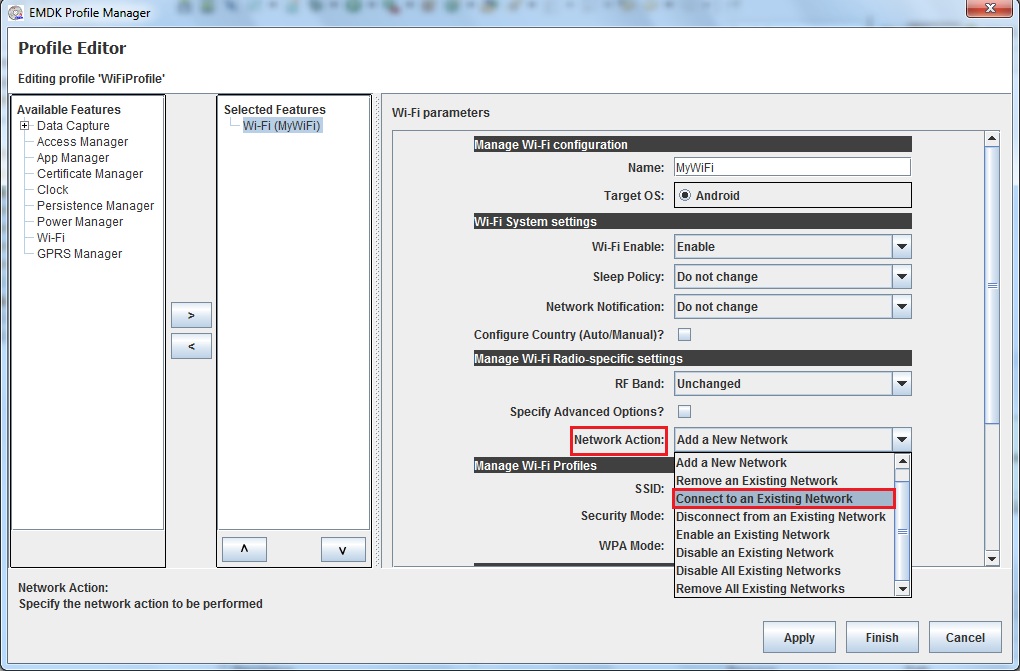 EMDK Profile Manager
Profile Editor
Editing profile 'WiFiProfile'
Available Features
Data Capture
Access Manager
App Manager
Certificate Manager
Clock
Persistence Manager
Power Manager
Wi-Fi
GPRS Manager
>
<
Selected Features
Wi-Fi (MyWiFi)
Wi-Fi parameters
Manage Wi-Fi configuration
Name: MyWiFi
Target OS: Android
Wi-Fi System settings
Wi-Fi Enable: Enable
Sleep Policy: Do not change
Network Notification: Do not change
Configure Country (Auto/Manual)?
Manage Wi-Fi Radio-specific settings
RF Band: Unchanged
Specify Advanced Options?
Network Action: Add a New Network
Add a New Network
Manage Wi-Fi Profiles
Remove an Existing Network
SSID:
Connect to an Existing Network
Security Mode:
Disconnect from an Existing Network
Enable an Existing Network
WPA Mode:
Disable an Existing Network
Disable All Existing Networks
Remove All Existing Networks
Network Action:
Specify the network action to be performed
Apply Finish Cancel